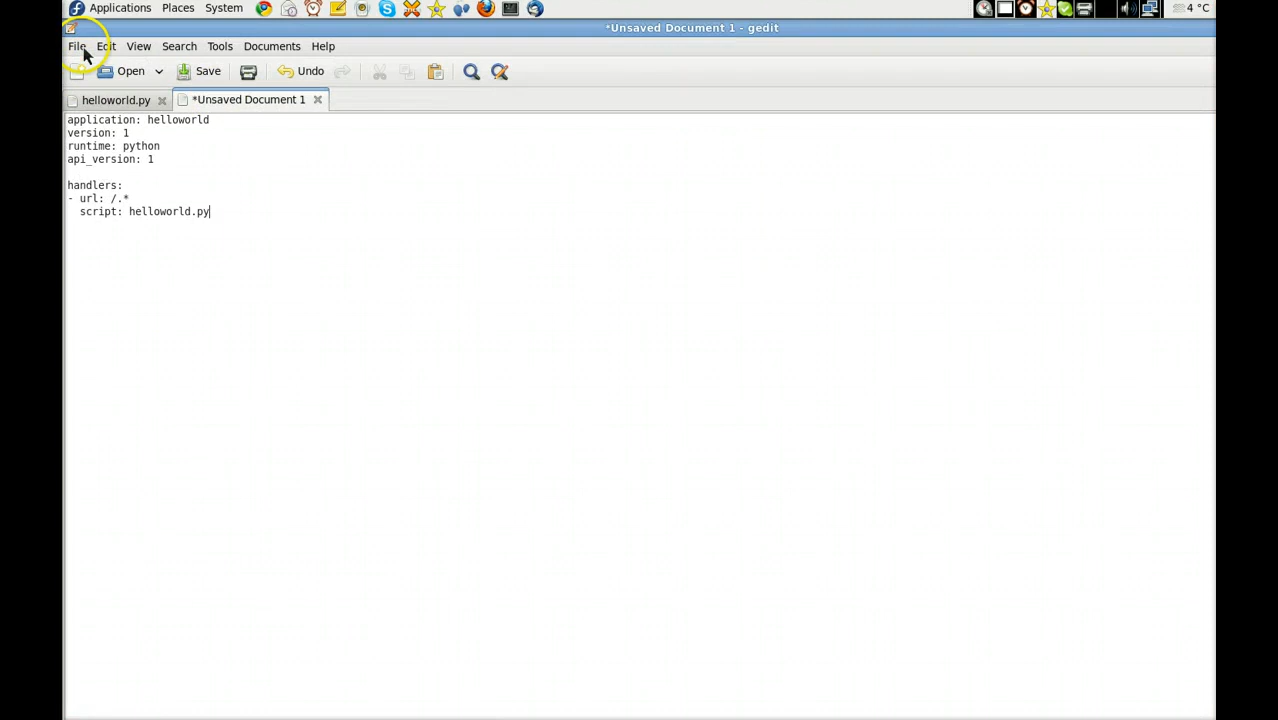 Applications Places System 4 °C
*Unsaved Document 1 - gedit
File Edit View Search Tools Documents Help
Open Save Undo
helloworld.py *Unsaved Document 1
application: helloworld
version: 1
runtime: python
api_version: 1
handlers:
- url: /.*
script: helloworld.py